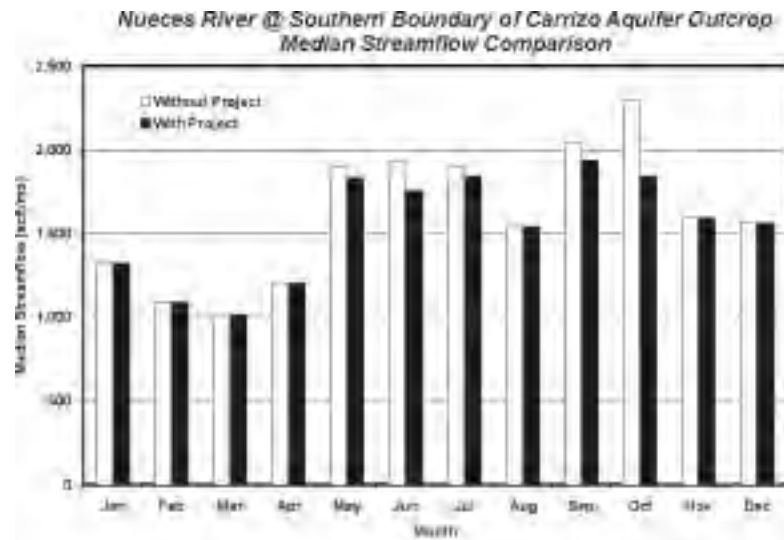 Nueces River @ Southern Boundary of Carrizo Aquifer Outcrop
Median Streamflow Comparison
2,500
Without Project
With Project
2,000
Median Streamflow (acft/mo)
1,500
1,000
500
0
Jan Feb Mar Apr May Jun Jul Aug Sep Oct Nov Dec
Month